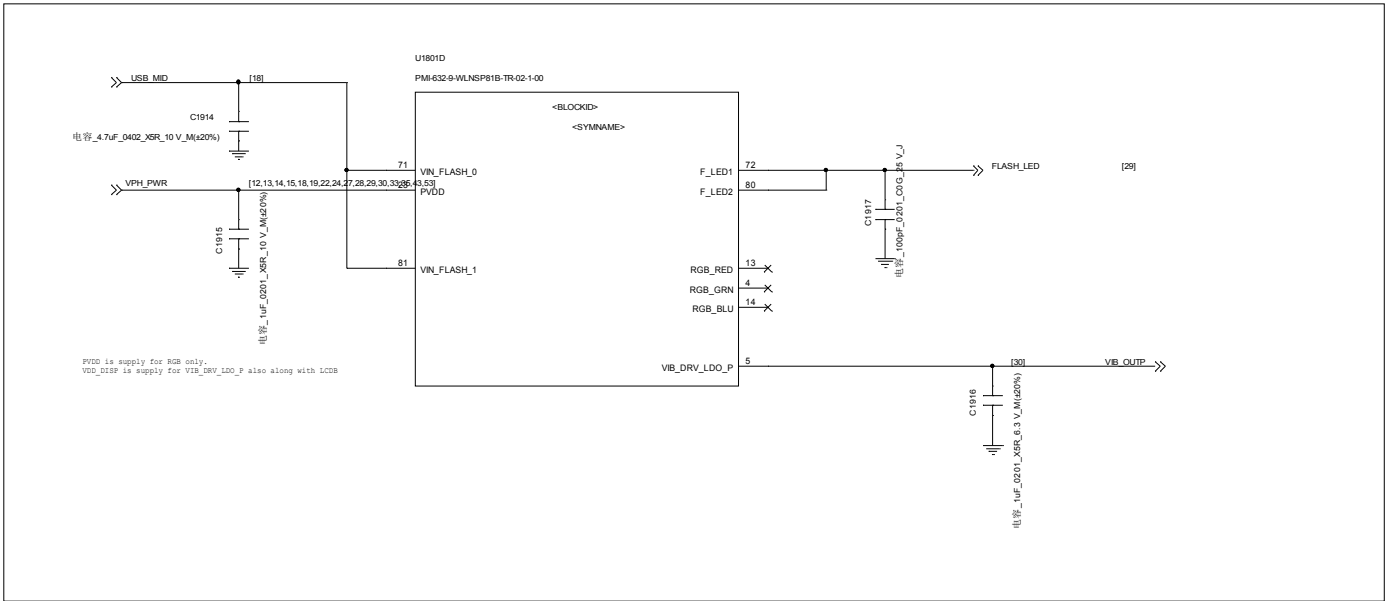 U1801D
PMI-632-9-WLNSP81B-TR-02-1-00
<BLOCKID>
<SYMNAME>
USB_MID
[18]
C1914
电容_4.7uF_0402_X5R_10 V_M(±20%)
VPH_PWR
[12,13,14,15,18,19,22,24,27,28,29,30,33,35,43,53]
C1915
电容_1uF_0201_X5R_10 V_M(±20%)
71
VIN_FLASH_0
23
PVDD
81
VIN_FLASH_1
F_LED1
72
F_LED2
80
FLASH_LED
[29]
C1917
电容_100pF_0201_C0G_25 V_J
RGB_RED
13
RGB_GRN
4
RGB_BLU
14
VIB_DRV_LDO_P
5
[30]
VIB_OUTP
C1916
电容_1uF_0201_X5R_6.3 V_M(±20%)
PVDD is supply for RGB only.
VDD_DISP is supply for VIB_DRV_LDO_P also along with LCDB